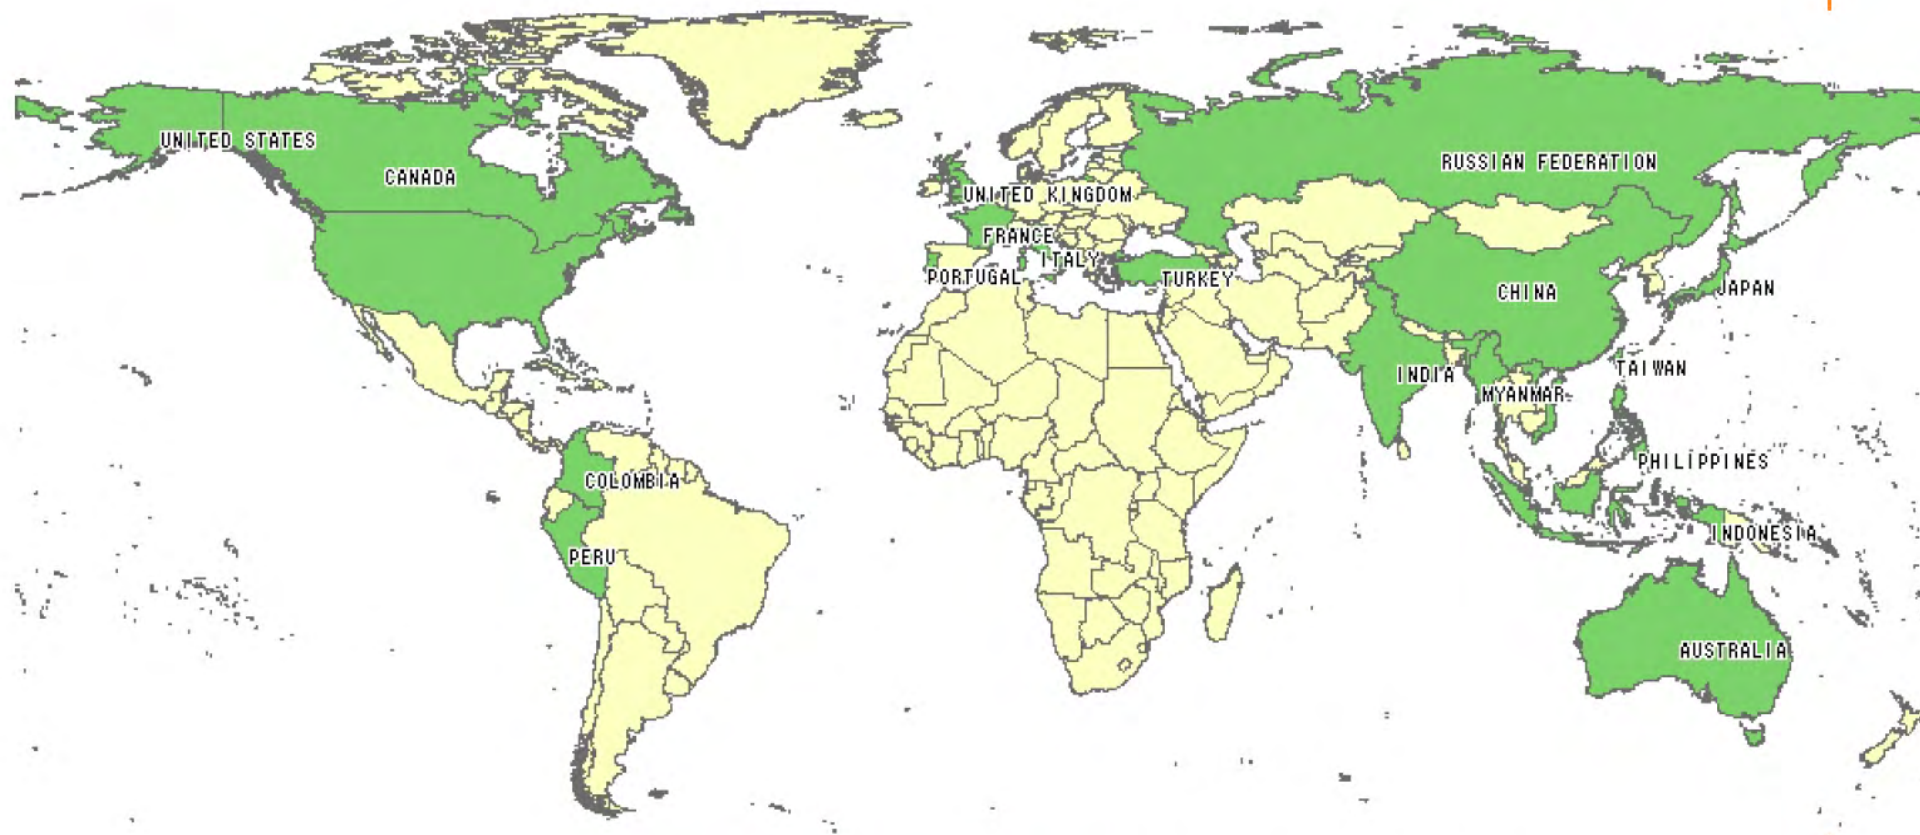 UNITED STATES
CANADA
RUSSIAN FEDERATION
UNITED KINGDOM
FRANCE
ITALY
PORTUGAL
TURKEY
CHINA
JAPAN
INDIA
TAIWAN
MYANMAR
COLOMBIA
PHILIPPINES
INDONESIA
PERU
AUSTRALIA